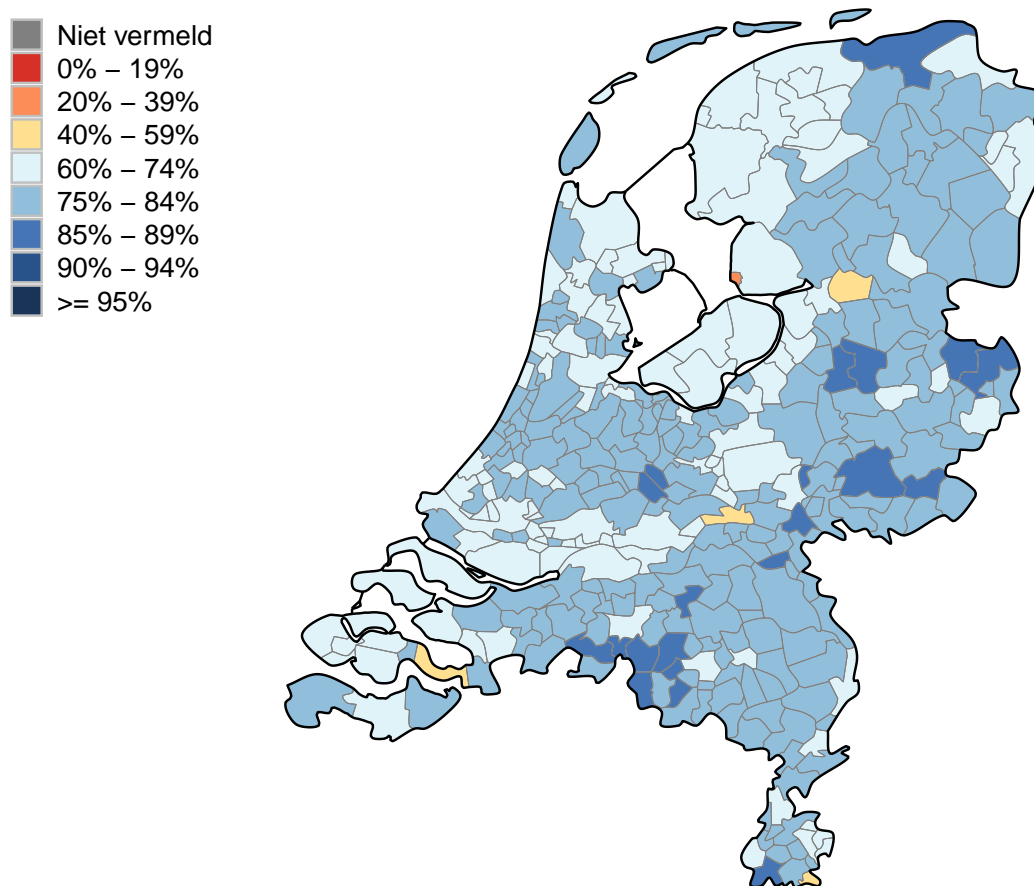 Niet vermeld
0% – 19%
20% – 39%
40% – 59%
60% – 74%
75% – 84%
85% – 89%
90% – 94%
>= 95%